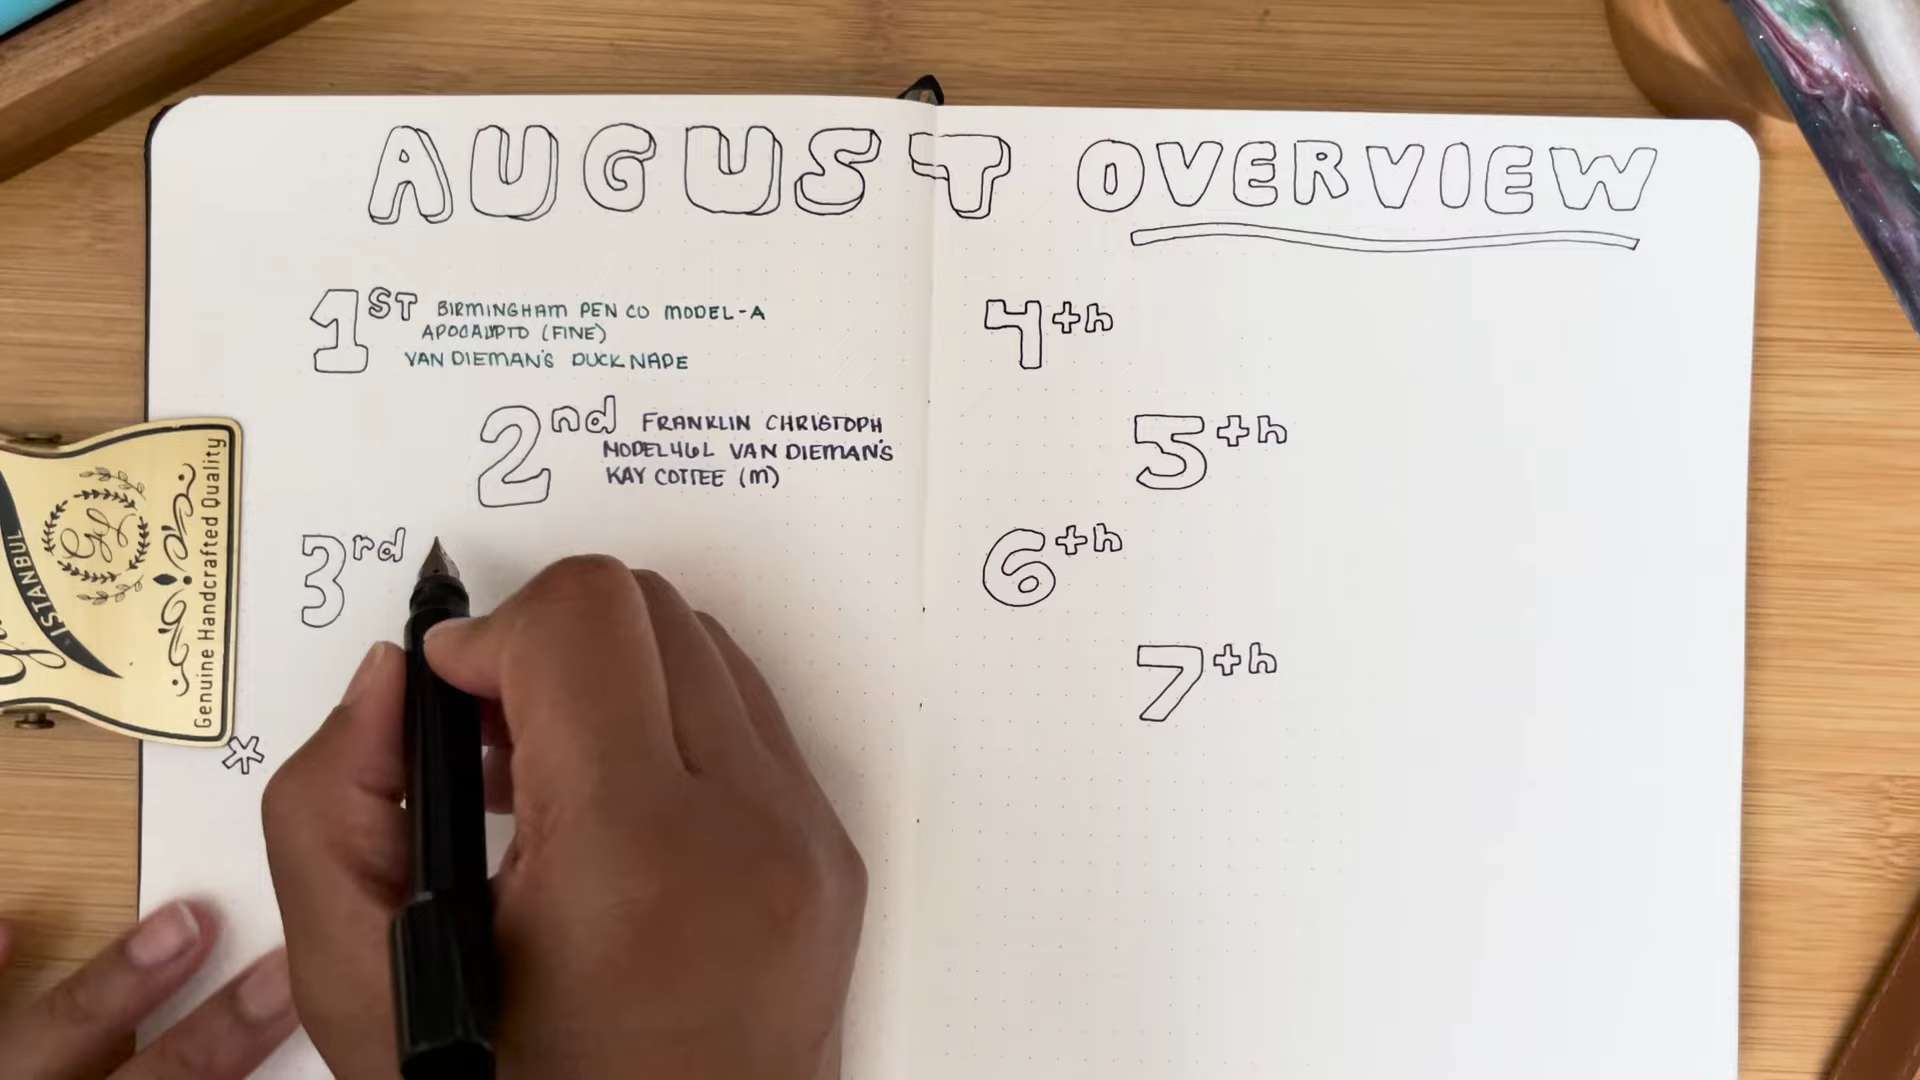 AUGUST OVERVIEW
1ST BIRMINGHAM PEN CO MODEL-A
APOCALYPTO (FINE)
VAN DIEMAN'S DUCK NAPE
2nd FRANKLIN CHRISTOPH
MODEL46L VAN DIEMAN'S
KAY COTTEE (M)
3rd
*
4th
5th
6th
7th
ISTANBUL
Genuine Handcrafted Quality